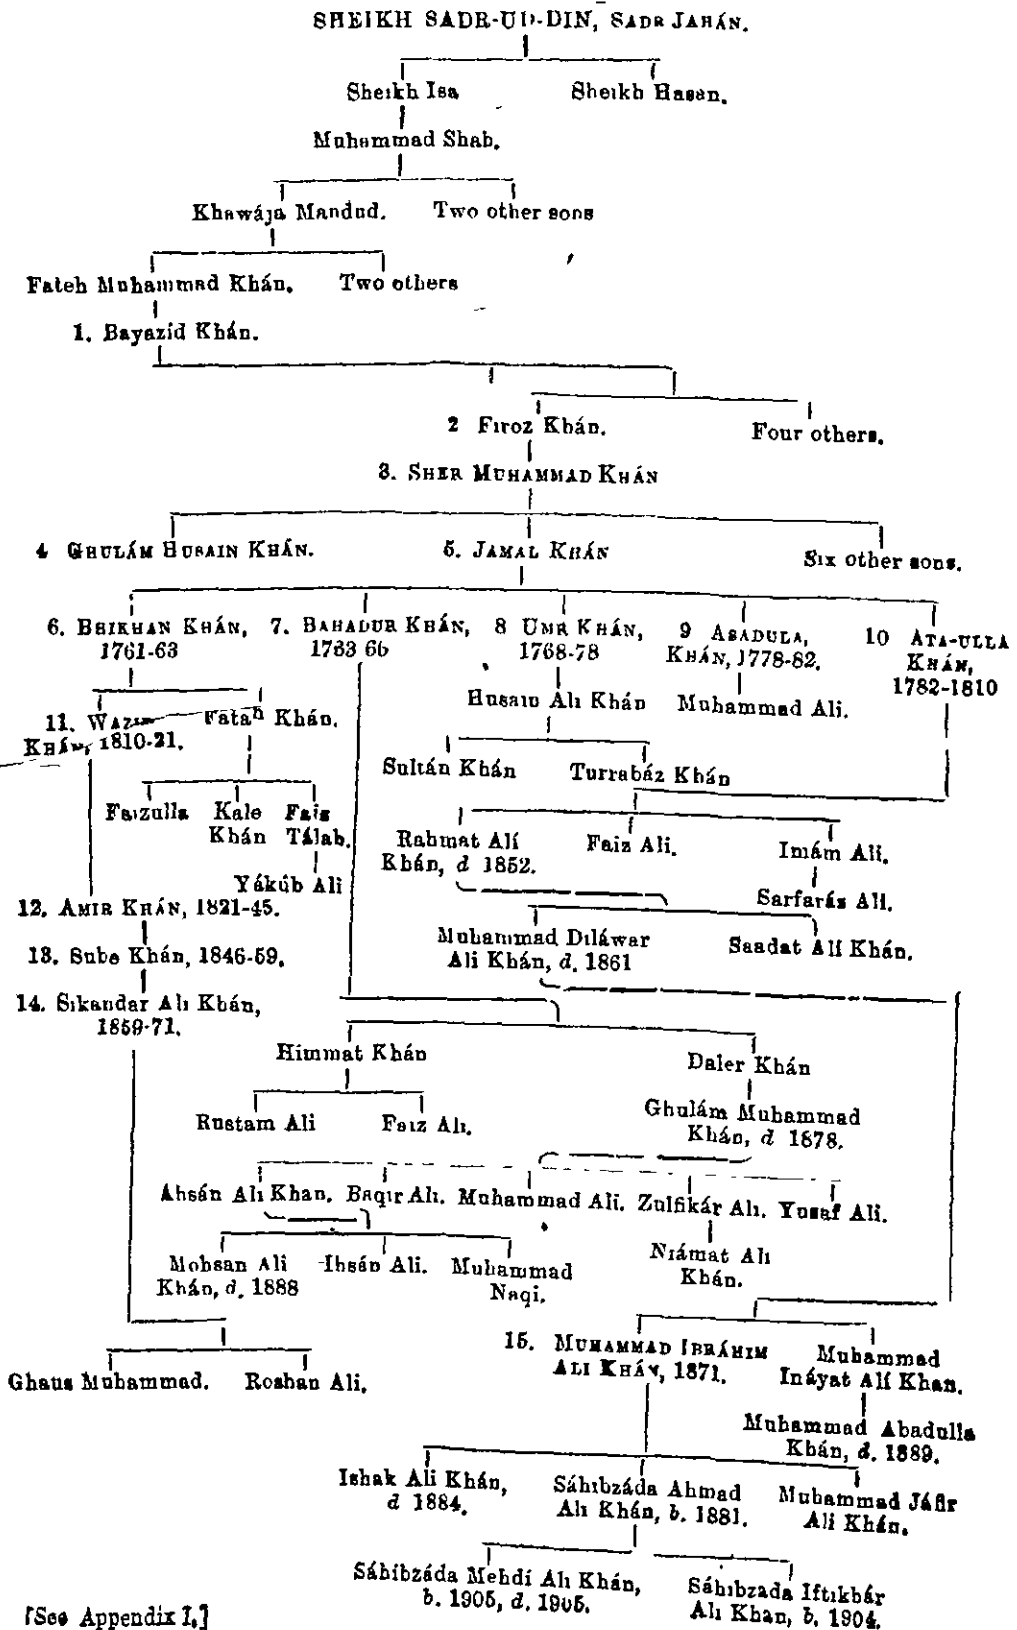 SHEIKH SADR-UD-DIN, SADR JAHÁN.
Sheikh Isa Sheikh Hasan.
Muhammad Shah.
Khawája Mandud. Two other sons
Fateh Muhammad Khán. Two others
1. Bayazíd Khán.
2 Firoz Khán. Four others.
3. SHER MUHAMMAD KHÁN
4 GHULÁM HUSAIN KHÁN. 5. JAMAL KHÁN Six other sons.
6. BHIKHAN KHÁN, 7. BAHADUR KHÁN, 8 UMR KHÁN, 9 ASADULA, 10 ATA-ULLA
1761-63 1763 66 1768-78 KHÁN, 1778-82. KHÁN,
1782-1810
Husain Ali Khán Muhammad Ali.
11. WAZIR Fatah Khán.
KHÁN, 1810-21.
Sultán Khán Turrabáz Khán
Faizulla Kale Faiz
Khán Tálab.
Rahmat Alí Faiz Ali. Imám Ali.
Khán, d 1852.
Yákúb Ali Sarfaráz Ali.
12. AMIR KHÁN, 1821-45.
Muhammad Diláwar Saadat Alí Khán.
Ali Khán, d. 1861
13. Sube Khán, 1846-59.
14. Sikandar Ali Khán,
1859-71.
Himmat Khán Daler Khán
Rustam Ali Faiz Ali. Ghulám Muhammad
Khán, d 1878.
Ahsán Ali Khan. Baqir Ali. Muhammad Ali. Zulfikár Ali. Yusaf Ali.
Mohsan Ali Ihsán Ali. Muhammad Niámat Ali
Khán, d. 1888 Naqi. Khán.
15. MUHAMMAD IBRÁHIM Muhammad
ALI KHÁN, 1871. Ináyat Alí Khan.
Ghaus Muhammad. Roshan Ali.
Muhammad Abadulla
Khán, d. 1889.
Ishak Ali Khán, Sáhibzáda Ahmad Muhammad Jáfir
d 1884. Ali Khán, b. 1881. Ali Khán.
Sáhibzáda Mehdí Ali Khán, Sáhibzada Iftikhár
b. 1905, d. 1905. Ali Khan, b. 1904.
[See Appendix I.]